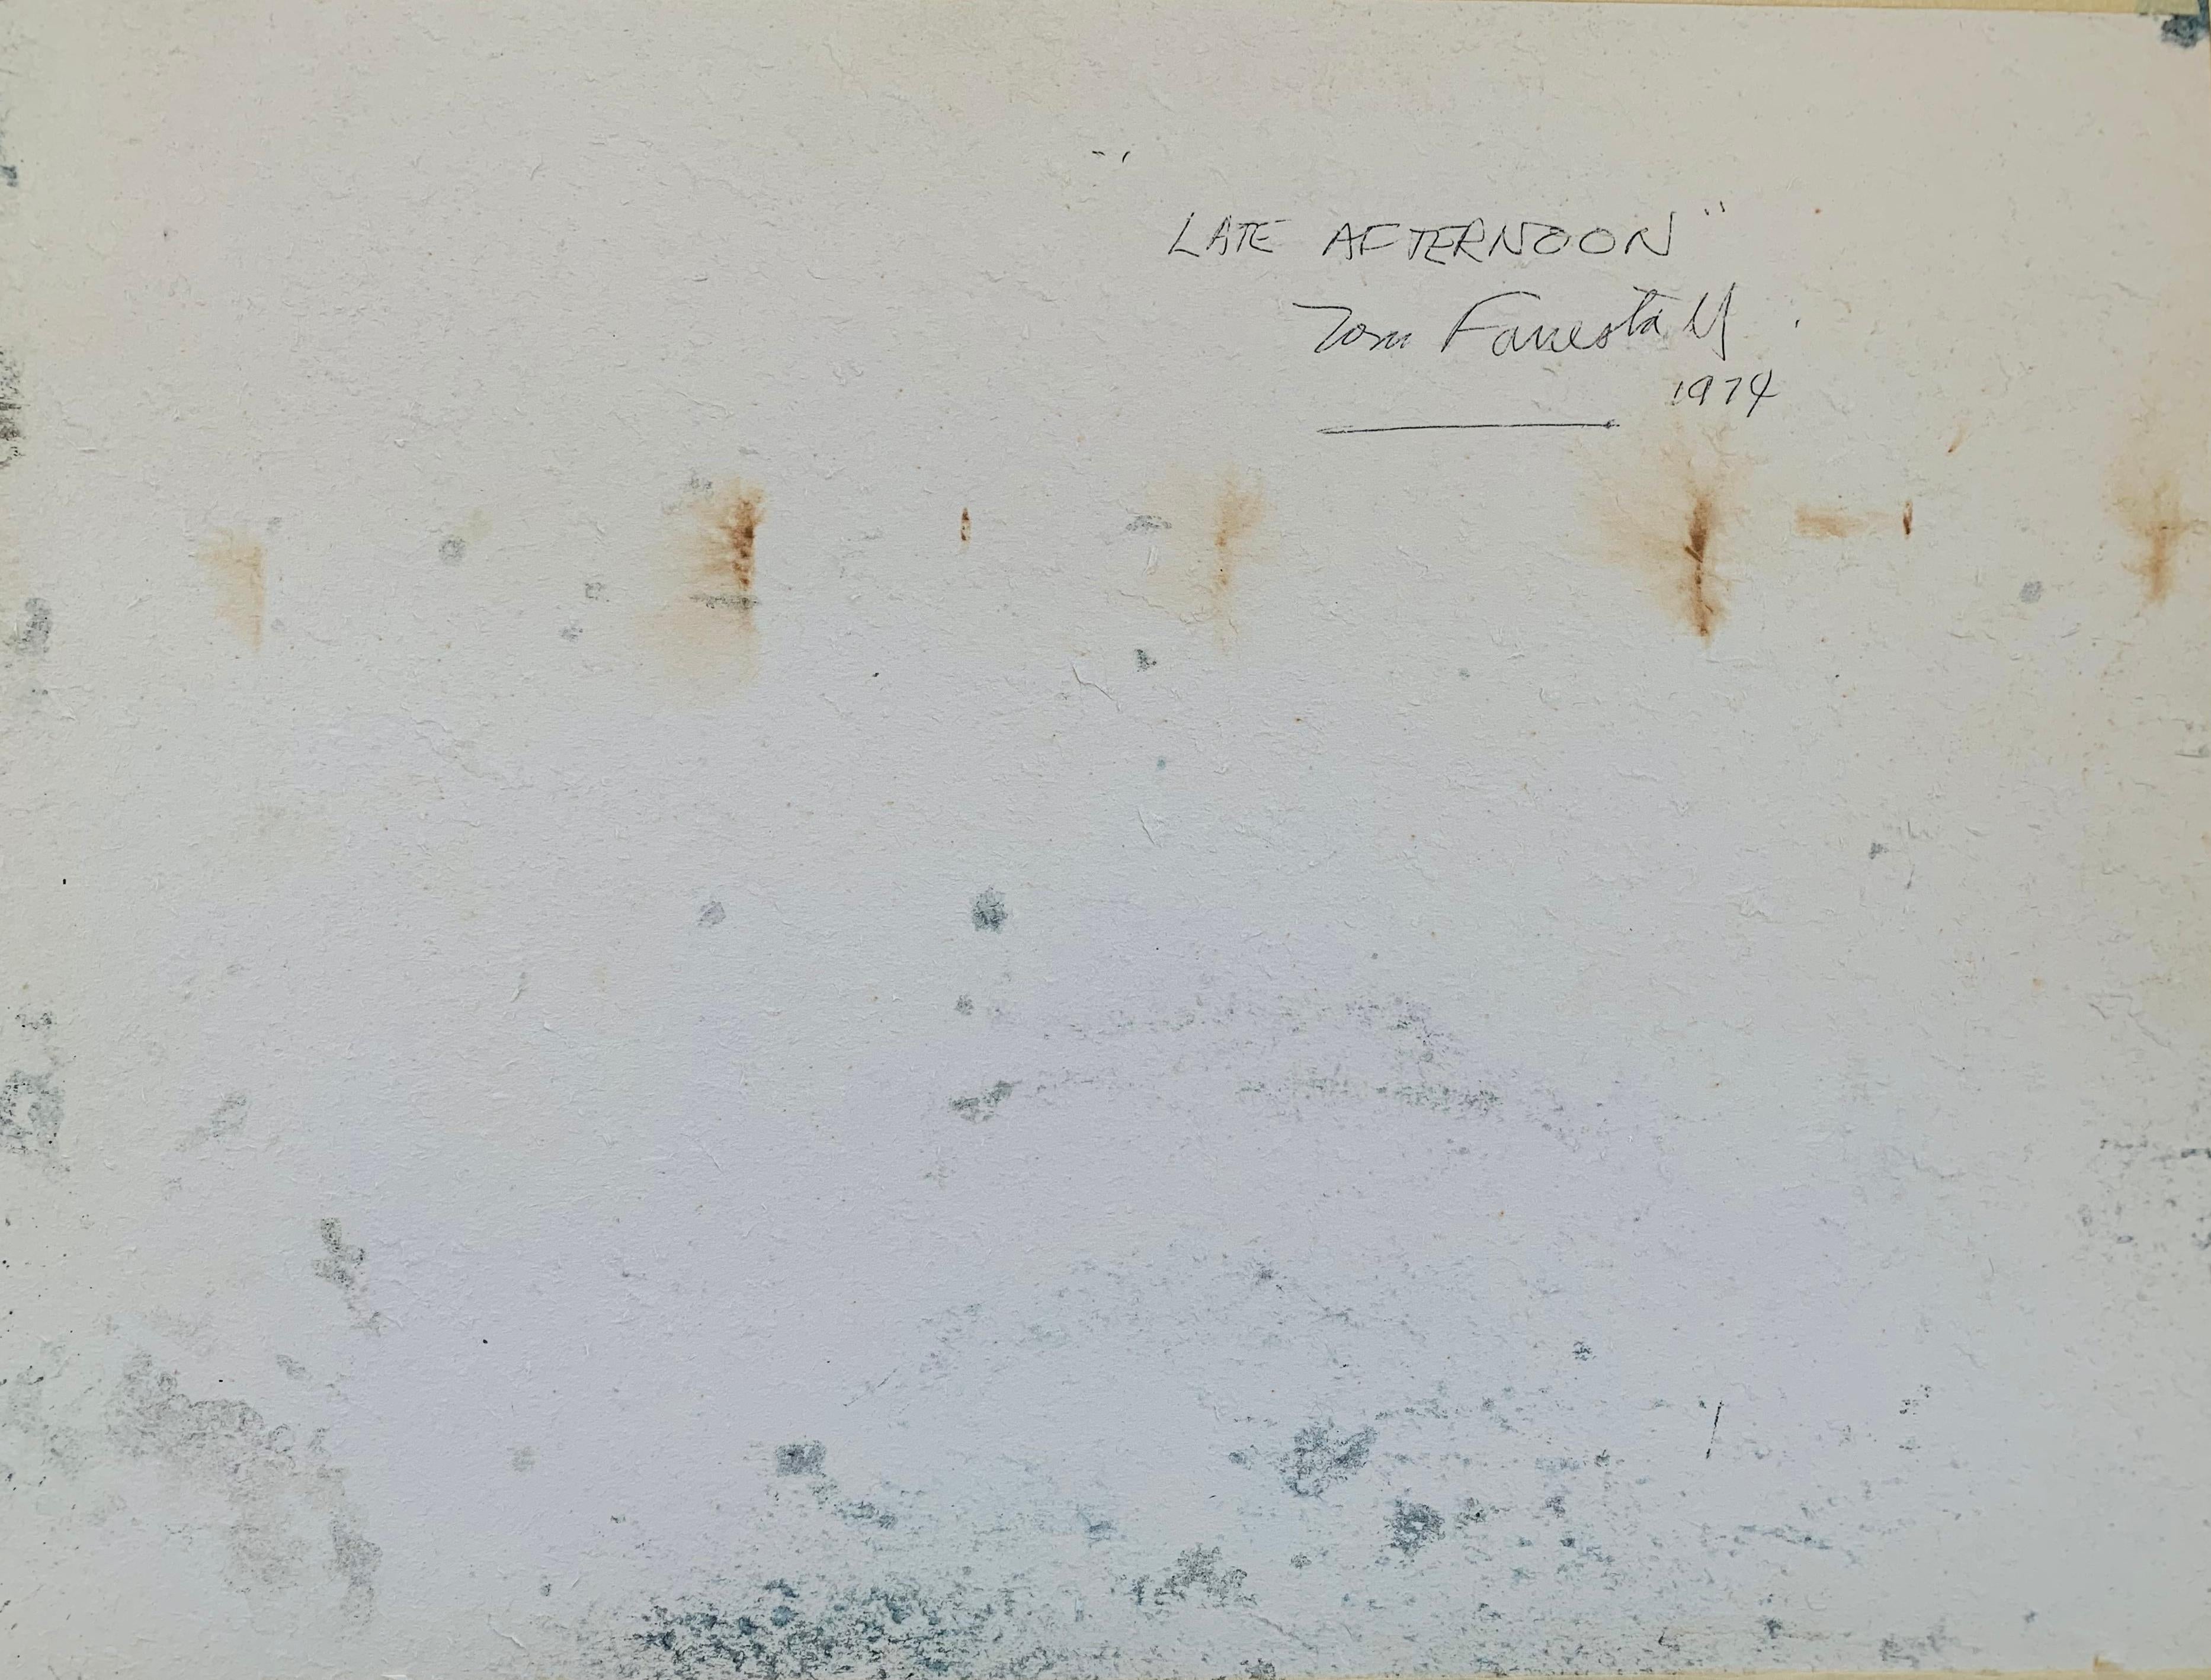 "LATE AFTERNOON"
Tom Forrestall
1974